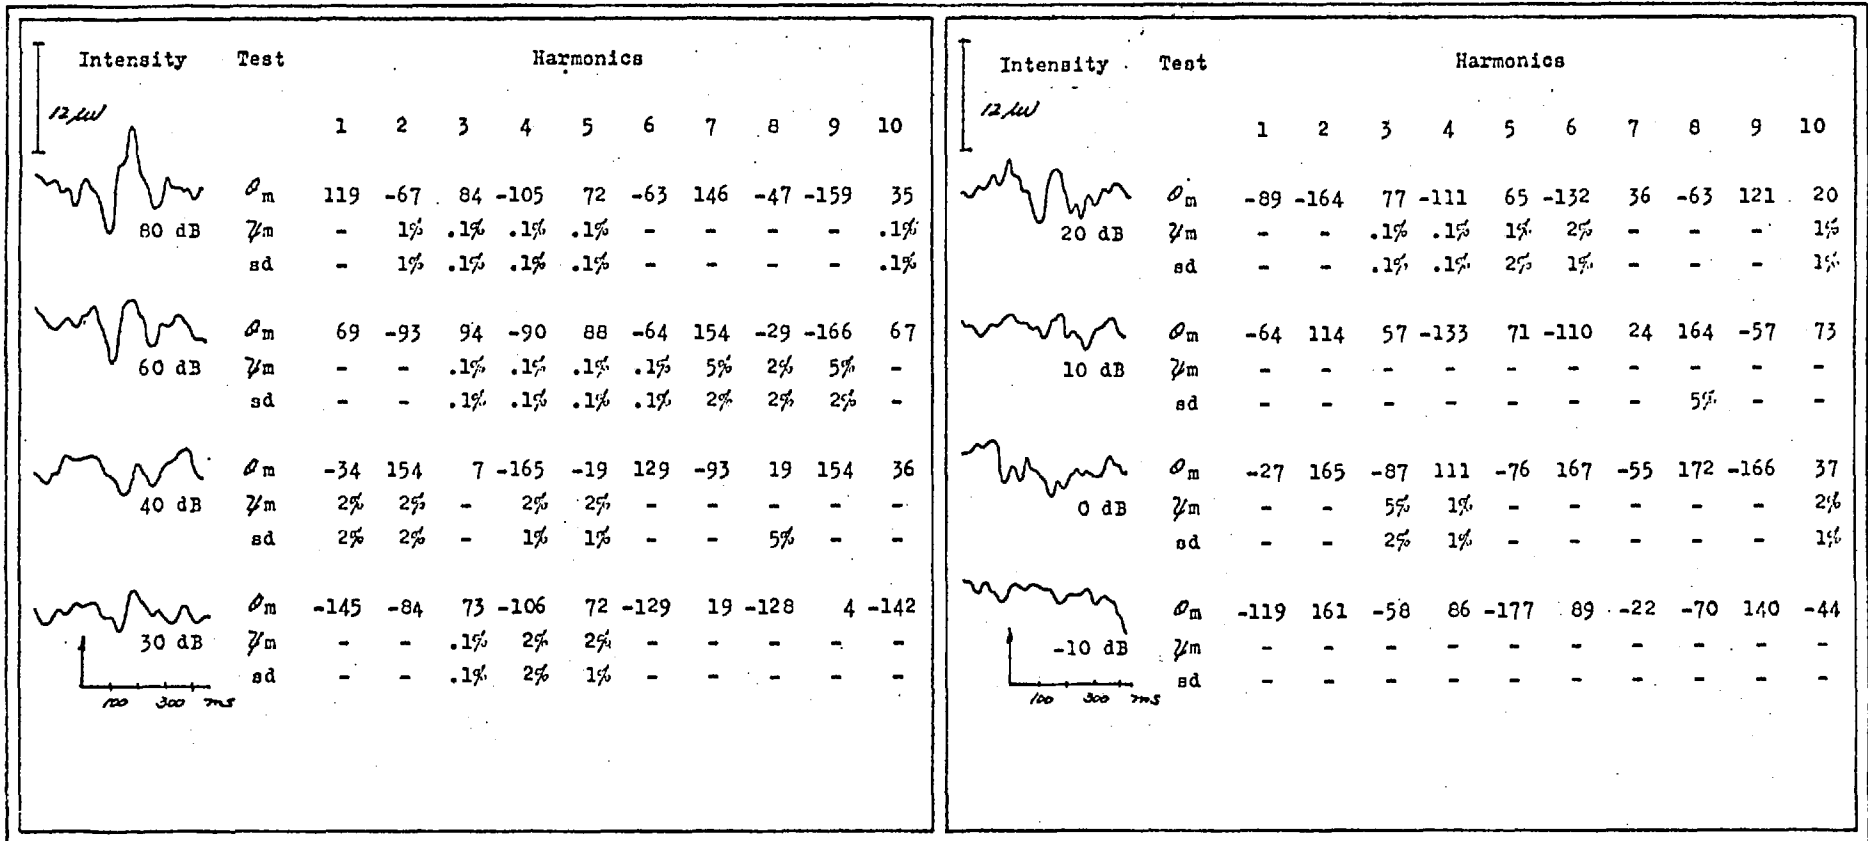 Intensity Test Harmonics
12 μV
1 2 3 4 5 6 7 8 9 10
θm 119 -67 84 -105 72 -63 146 -47 -159 35
80 dB γm - 1% .1% .1% .1% - - - - .1%
sd - 1% .1% .1% .1% - - - - .1%
θm 69 -93 94 -90 88 -64 154 -29 -166 67
60 dB γm - - .1% .1% .1% .1% 5% 2% 5% -
sd - - .1% .1% .1% .1% 2% 2% 2% -
θm -34 154 7 -165 -19 129 -93 19 154 36
40 dB γm 2% 2% - 2% 2% - - - - -
sd 2% 2% - 1% 1% - - 5% - -
θm -145 -84 73 -106 72 -129 19 -128 4 -142
30 dB γm - - .1% 2% 2% - - - - -
sd - - .1% 2% 1% - - - - -
100 300 ms
Intensity Test Harmonics
12 μV
1 2 3 4 5 6 7 8 9 10
θm -89 -164 77 -111 65 -132 36 -63 121 20
20 dB γm - - .1% .1% 1% 2% - - - 1%
sd - - .1% .1% 2% 1% - - - 1%
θm -64 114 57 -133 71 -110 24 164 -57 73
10 dB γm - - - - - - - - - -
sd - - - - - - - 5% - -
θm -27 165 -87 111 -76 167 -55 172 -166 37
0 dB γm - - 5% 1% - - - - - 2%
sd - - 2% 1% - - - - - 1%
θm -119 161 -58 86 -177 89 -22 -70 140 -44
-10 dB γm - - - - - - - - - -
sd - - - - - - - - - -
100 300 ms